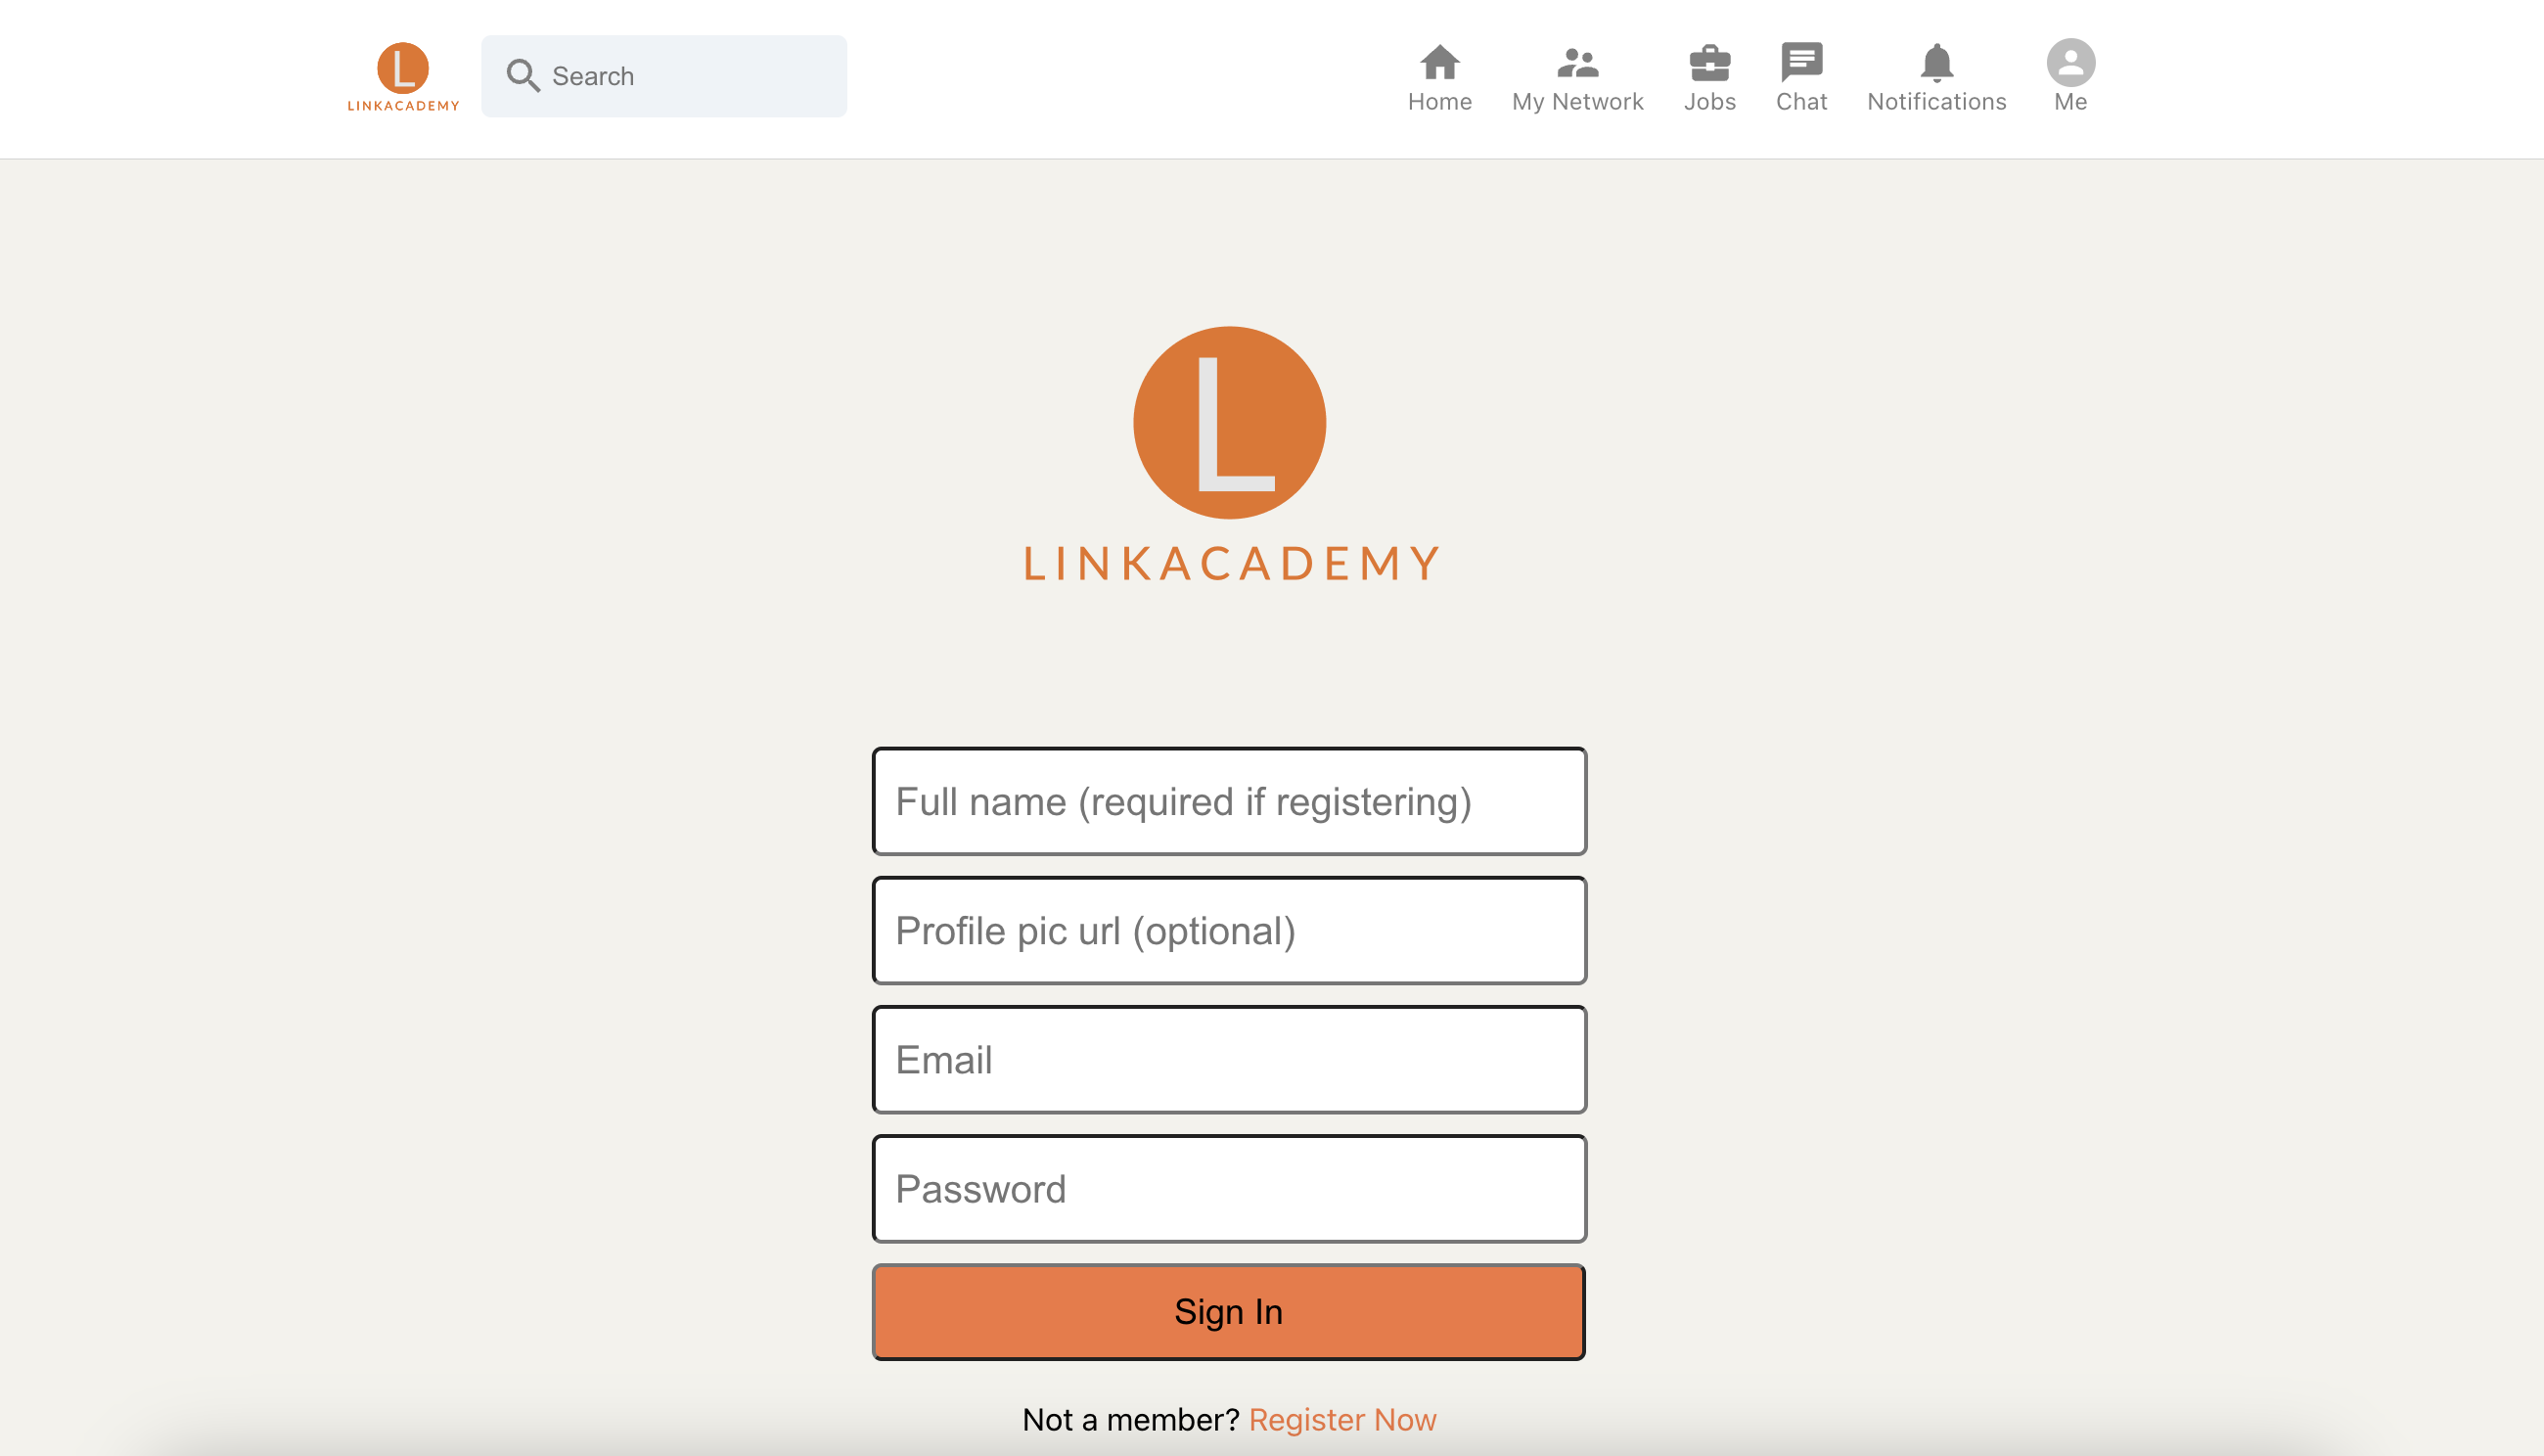 L
LINKACADEMY
Search
Home
My Network
Jobs
Chat
Notifications
Me
L
LINKACADEMY
Full name (required if registering)
Profile pic url (optional)
Email
Password
Sign In
Not a member? Register Now